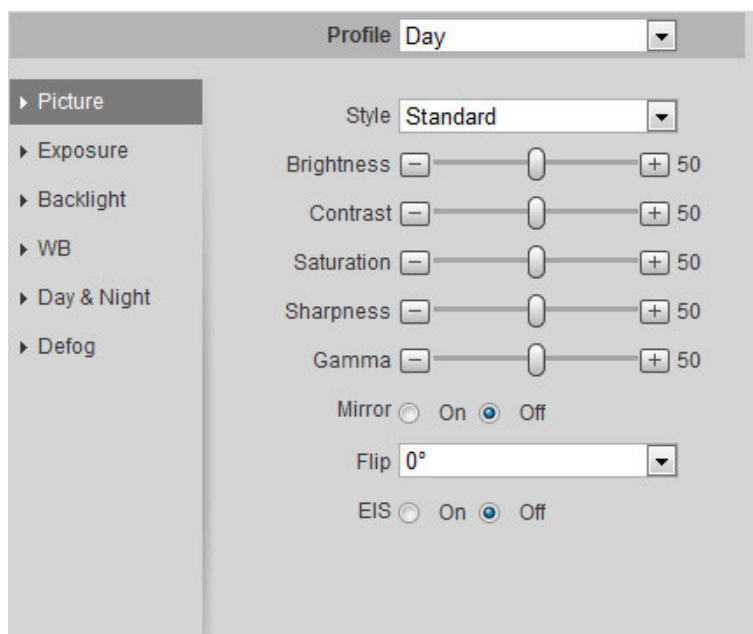 Profile Day
Picture
Exposure
Backlight
WB
Day & Night
Defog
Style Standard
Brightness 50
Contrast 50
Saturation 50
Sharpness 50
Gamma 50
Mirror On Off
Flip 0°
EIS On Off